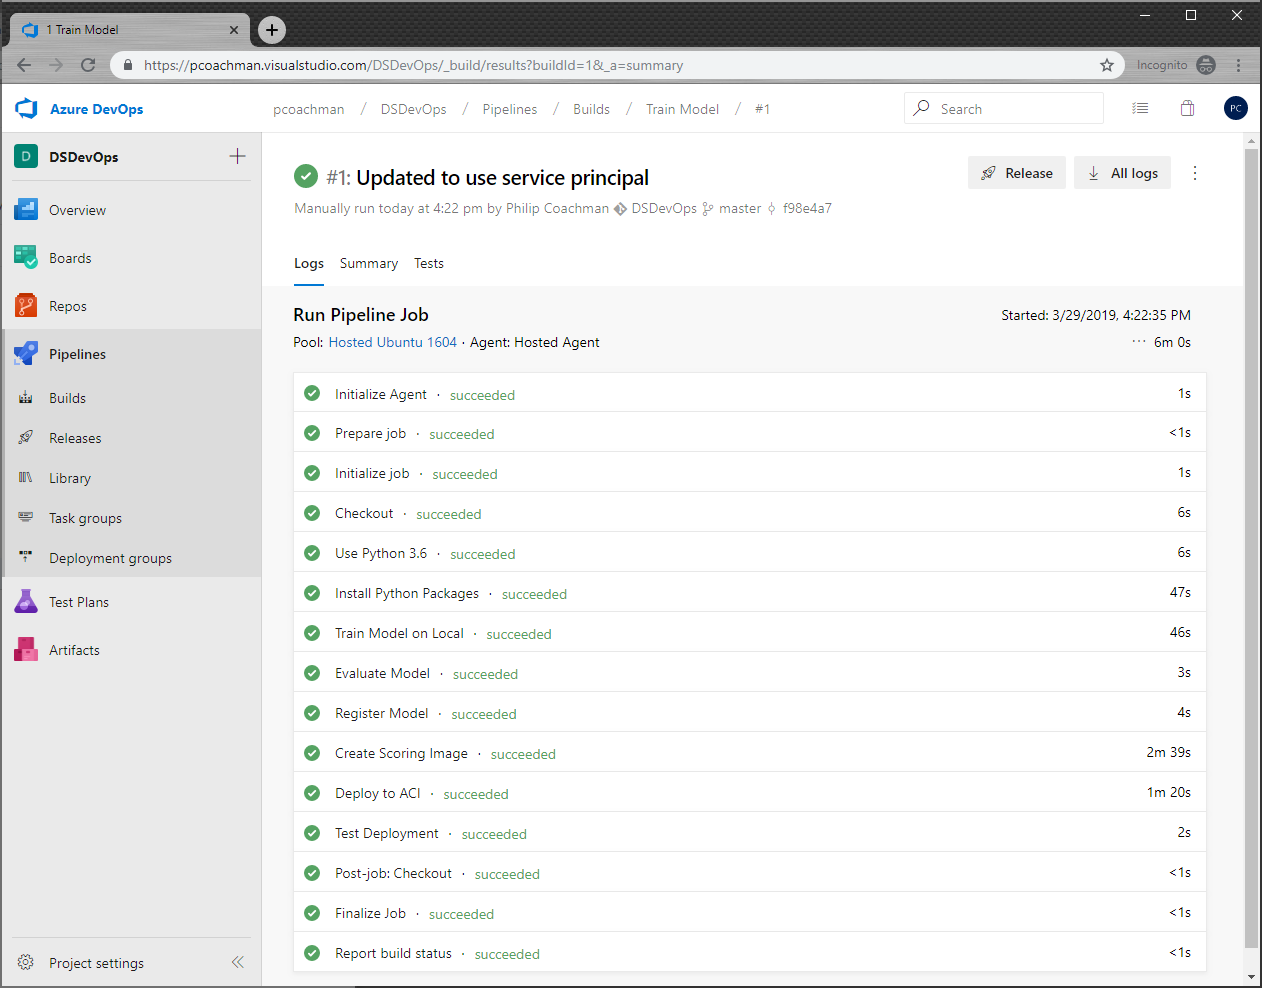 1 Train Model
https://pcoachman.visualstudio.com/DSDevOps/_build/results?buildId=1&_a=summary
Incognito
Azure DevOps
pcoachman / DSDevOps / Pipelines / Builds / Train Model / #1
Search
PC
D DSDevOps
Overview
Boards
Repos
Pipelines
Builds
Releases
Library
Task groups
Deployment groups
Test Plans
Artifacts
Project settings
#1: Updated to use service principal
Release
All logs
Manually run today at 4:22 pm by Philip Coachman DSDevOps master f98e4a7
Logs Summary Tests
Run Pipeline Job
Started: 3/29/2019, 4:22:35 PM
Pool: Hosted Ubuntu 1604 · Agent: Hosted Agent
··· 6m 0s
Initialize Agent · succeeded 1s
Prepare job · succeeded <1s
Initialize job · succeeded 1s
Checkout · succeeded 6s
Use Python 3.6 · succeeded 6s
Install Python Packages · succeeded 47s
Train Model on Local · succeeded 46s
Evaluate Model · succeeded 3s
Register Model · succeeded 4s
Create Scoring Image · succeeded 2m 39s
Deploy to ACI · succeeded 1m 20s
Test Deployment · succeeded 2s
Post-job: Checkout · succeeded <1s
Finalize Job · succeeded <1s
Report build status · succeeded <1s